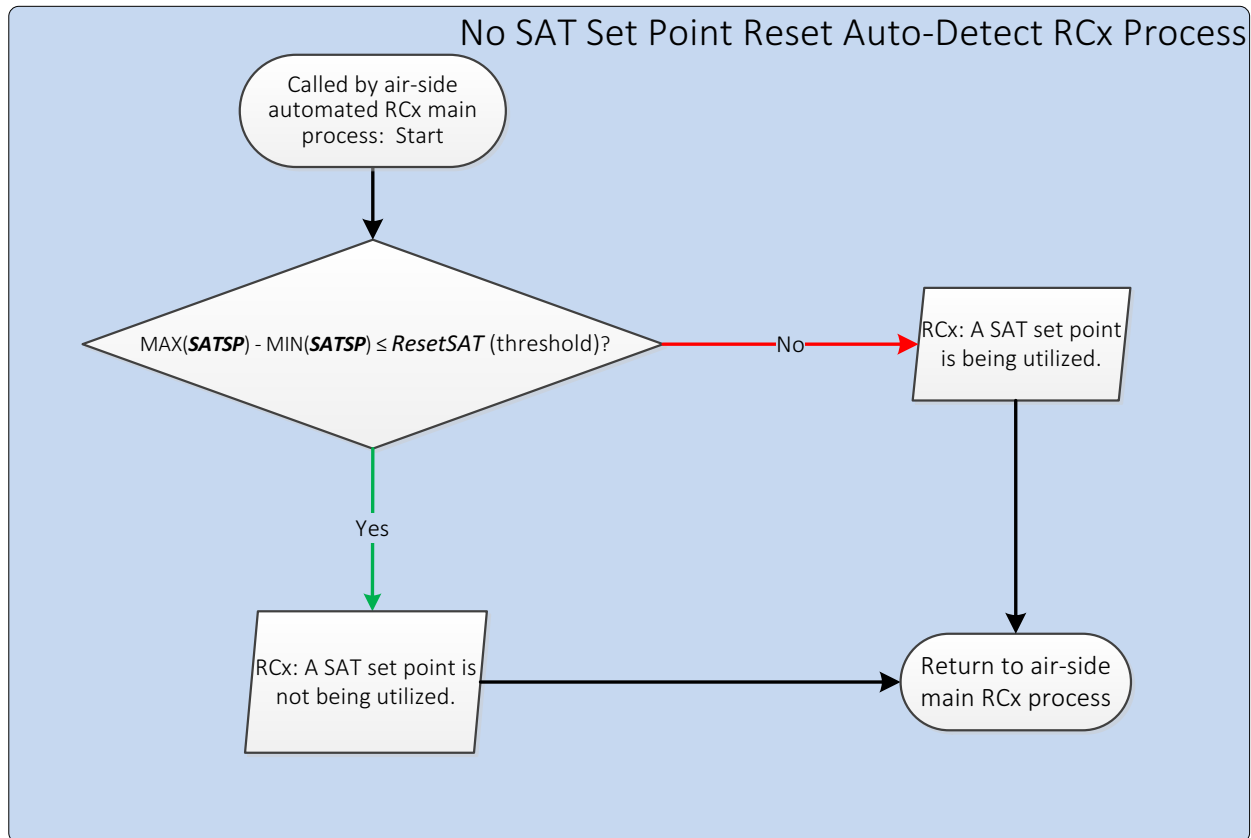 No SAT Set Point Reset Auto-Detect RCx Process
Called by air-side
automated RCx main
process:  Start
MAX(SATSP) - MIN(SATSP) ≤ ResetSAT (threshold)?
No
RCx: A SAT set point
is being utilized.
Yes
RCx: A SAT set point is
not being utilized.
Return to air-side
main RCx process